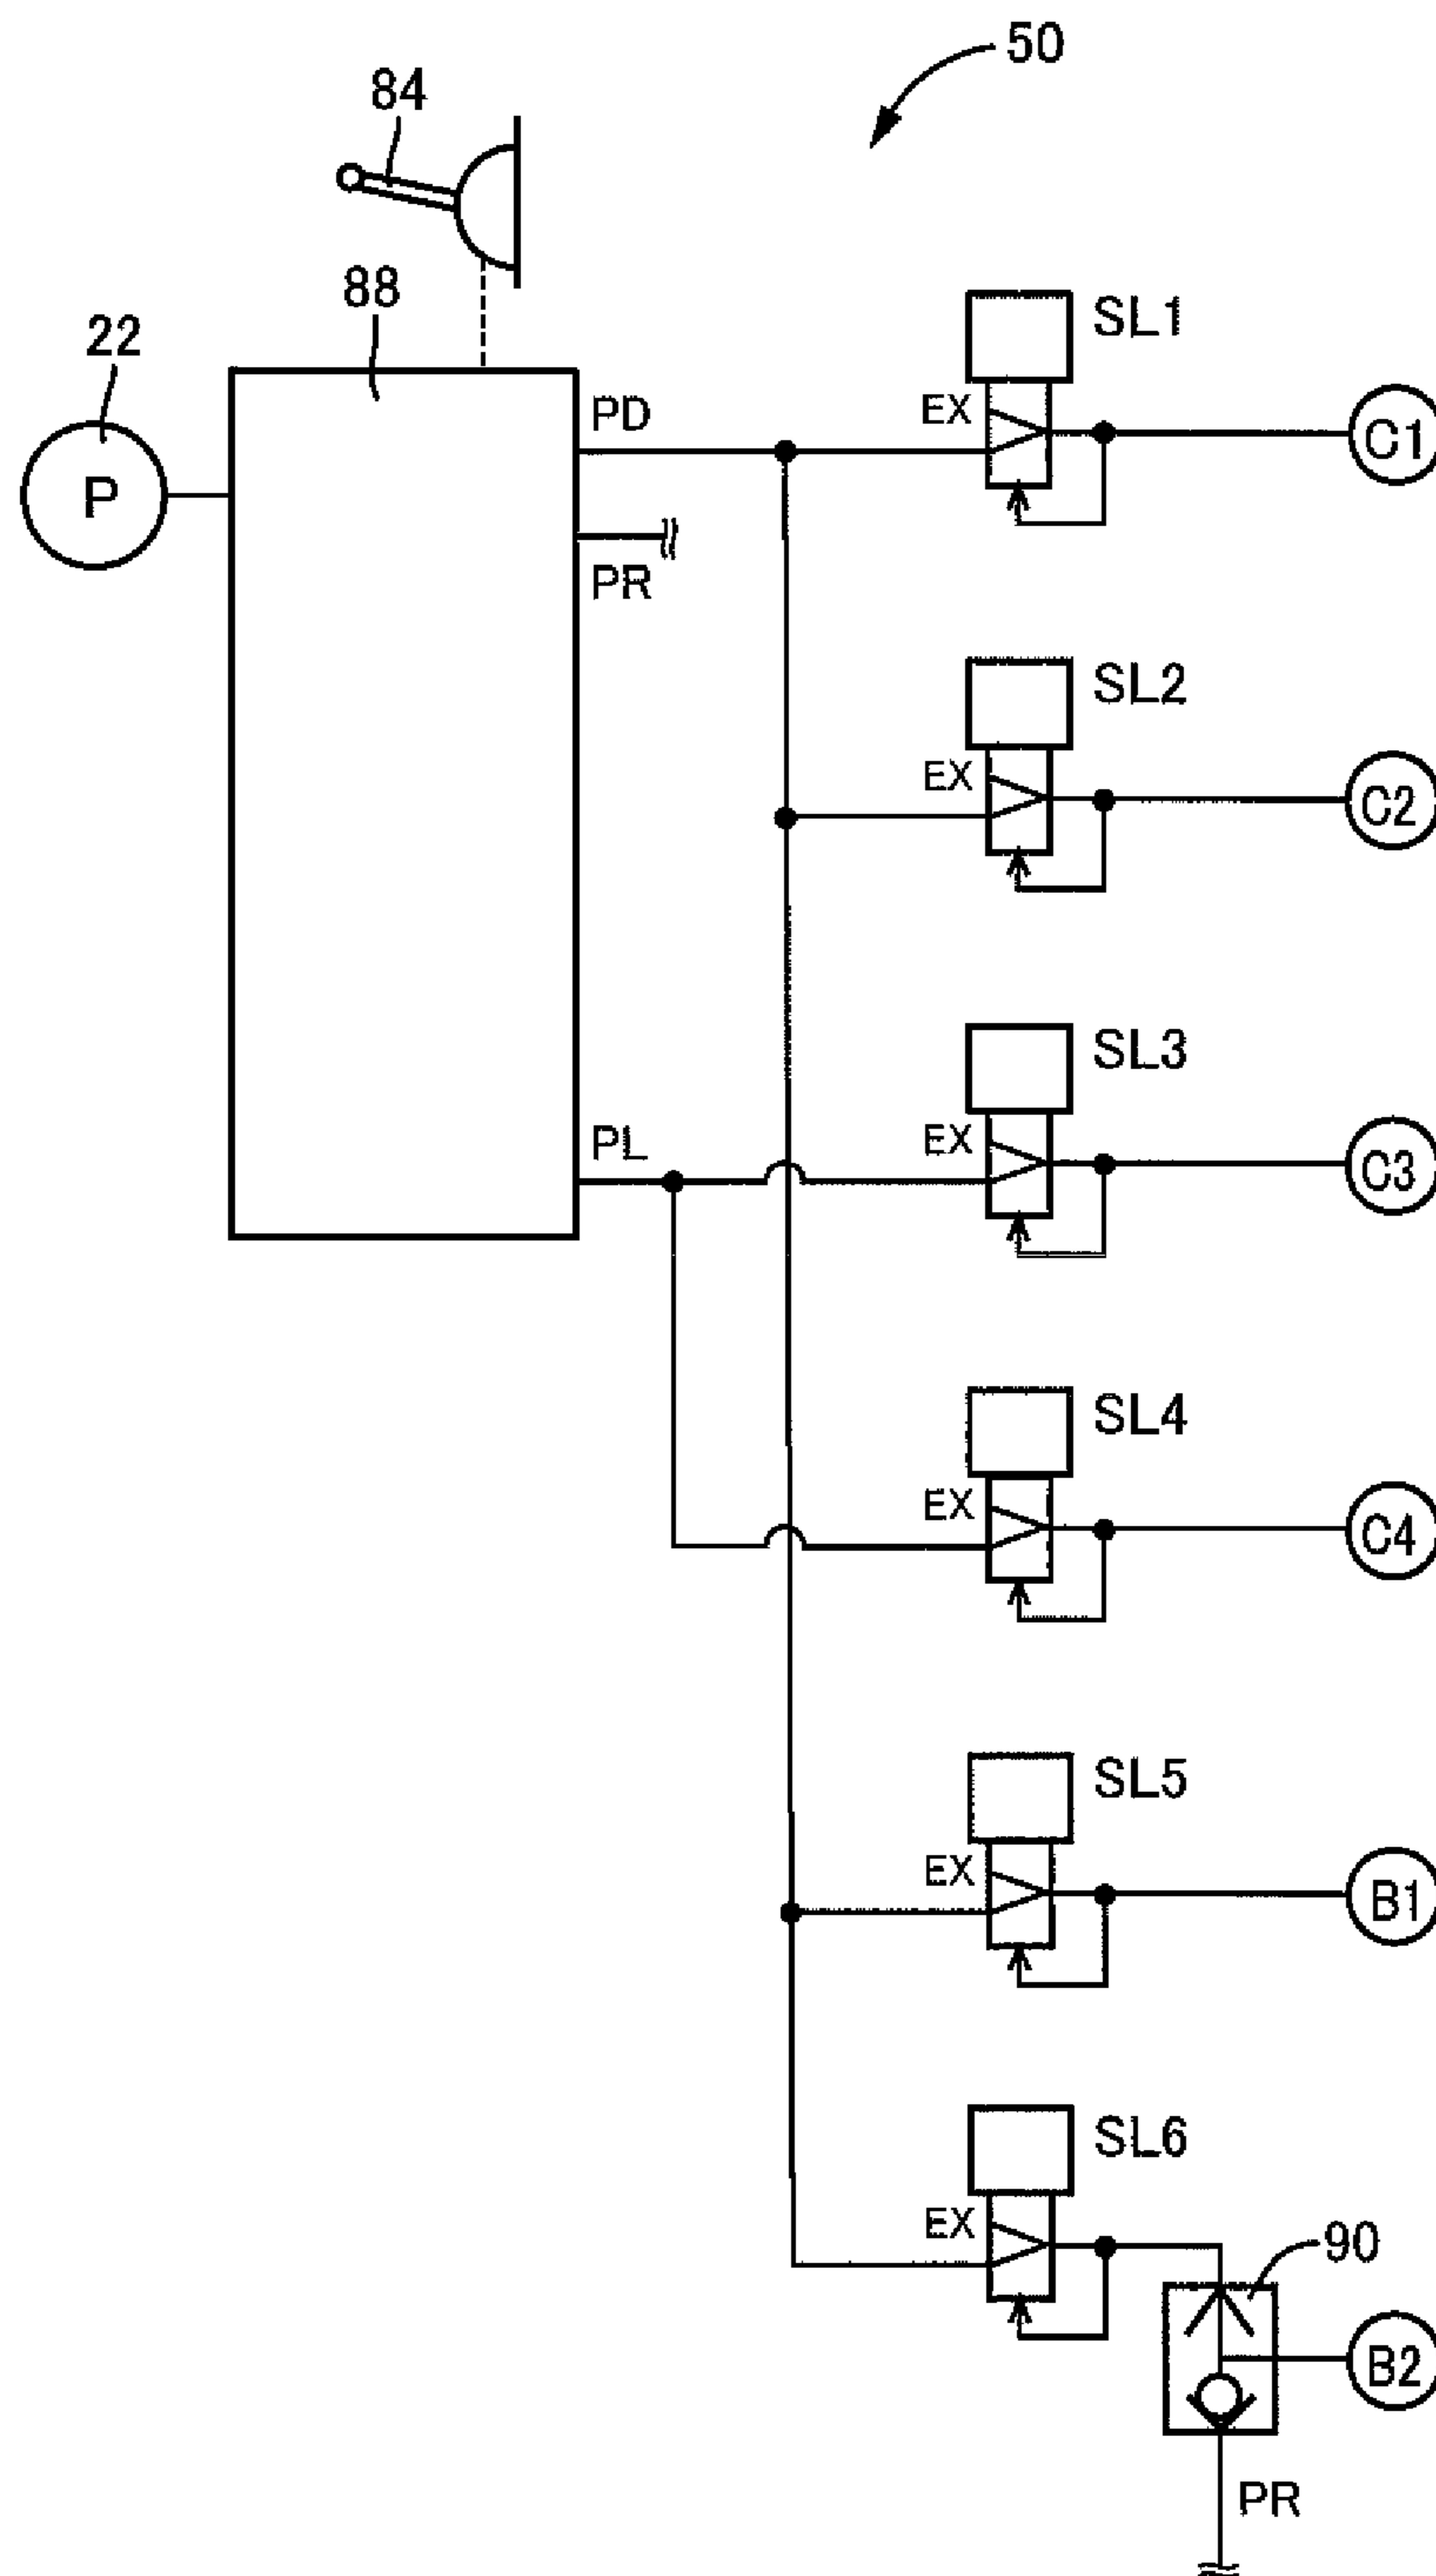 50
84
88
22
P
PD
PR
PL
SL1
EX
C1
SL2
EX
C2
SL3
EX
C3
SL4
EX
C4
SL5
EX
B1
SL6
EX
90
B2
PR